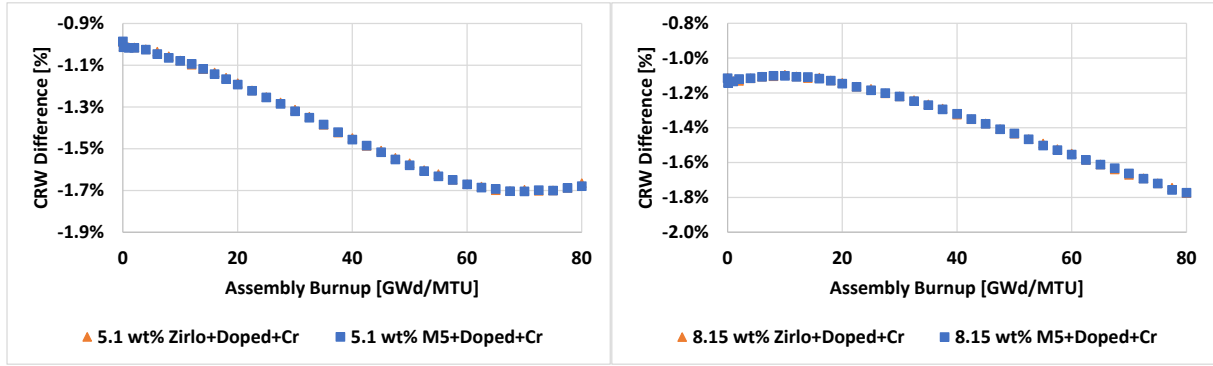 -0.9%
-1.1%
-1.3%
-1.5%
-1.7%
-1.9%
CRW Difference [%]
0 20 40 60 80
Assembly Burnup [GWd/MTU]
5.1 wt% Zirlo+Doped+Cr 5.1 wt% M5+Doped+Cr
-0.8%
-1.0%
-1.2%
-1.4%
-1.6%
-1.8%
-2.0%
CRW Difference [%]
0 20 40 60 80
Assembly Burnup [GWd/MTU]
8.15 wt% Zirlo+Doped+Cr 8.15 wt% M5+Doped+Cr